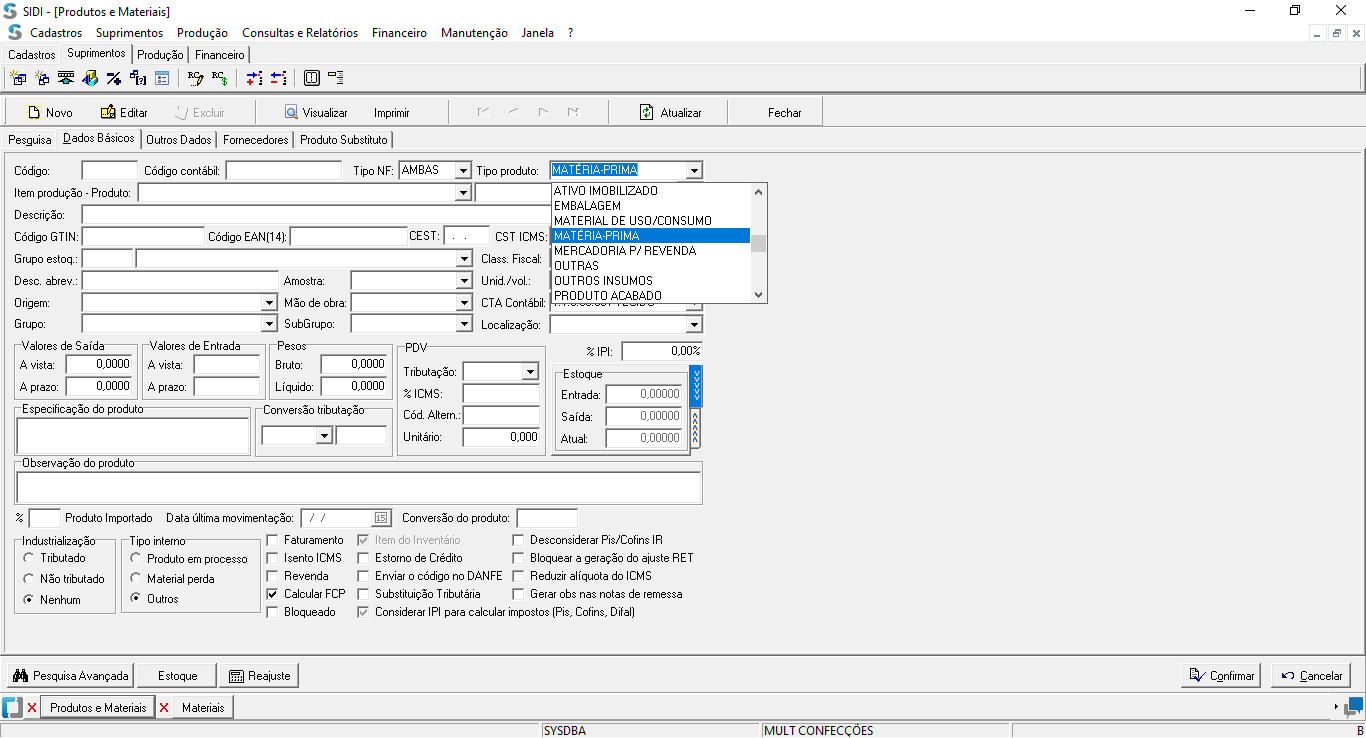 SIDI - [Produtos e Materiais]
Cadastros Suprimentos Produção Consultas e Relatórios Financeiro Manutenção Janela ?
Cadastros Suprimentos Produção Financeiro
Novo Editar Excluir Visualizar Imprimir Atualizar Fechar
Pesquisa Dados Básicos Outros Dados Fornecedores Produto Substituto
Código: Código contábil: Tipo NF: AMBAS Tipo produto: MATÉRIA-PRIMA
Item produção - Produto:
ATIVO IMOBILIZADO
EMBALAGEM
MATERIAL DE USO/CONSUMO
MATÉRIA-PRIMA
MERCADORIA P/ REVENDA
OUTRAS
OUTROS INSUMOS
PRODUTO ACABADO
Descrição:
Código GTIN: Código EAN(14): CEST: . . CST ICMS:
Grupo estoq.: Class. Fiscal:
Desc. abrev.: Amostra: Unid./vol.:
Origem: Mão de obra: CTA Contábil:
Grupo: SubGrupo: Localização:
Valores de Saída Valores de Entrada Pesos PDV % IPI: 0,00%
A vista: 0,0000 A vista: Bruto: 0,0000 Tributação: Estoque
A prazo: 0,0000 A prazo: Líquido: 0,0000 % ICMS: Entrada: 0,00000
Especificação do produto Conversão tributação Cód. Altern.: Saída: 0,00000
Unitário: 0,000 Atual: 0,00000
Observação do produto
% Produto Importado Data última movimentação: / / 15 Conversão do produto:
Industrialização Tipo interno Faturamento Item do Inventário Desconsiderar Pis/Cofins IR
Tributado Produto em processo Isento ICMS Estorno de Crédito Bloquear a geração do ajuste RET
Não tributado Material perda Revenda Enviar o código no DANFE Reduzir alíquota do ICMS
Nenhum Outros Calcular FCP Substituição Tributária Gerar obs nas notas de remessa
Bloqueado Considerar IPI para calcular impostos (Pis, Cofins, Difal)
Pesquisa Avançada Estoque Reajuste Confirmar Cancelar
Produtos e Materiais Materiais
SYSDBA MULT CONFECÇÕES B